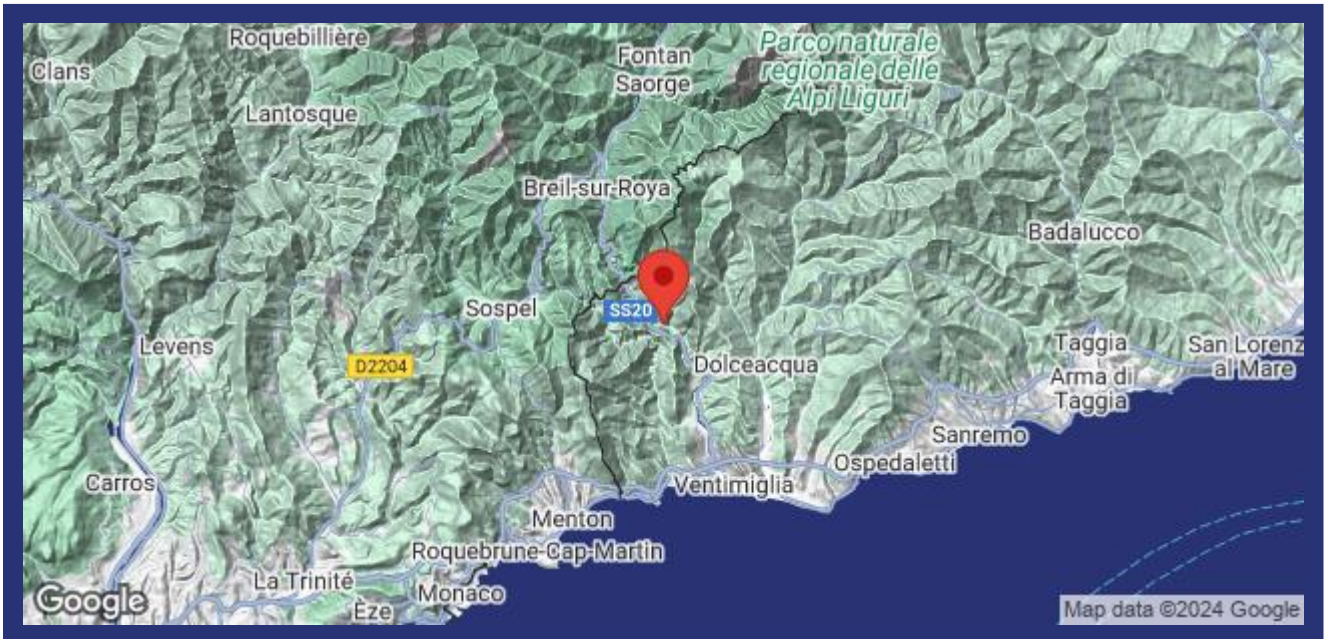 Roquebillière
Clans
Lantosque
Fontan
Saorge
Parco naturale
regionale delle
Alpi Liguri
Breil-sur-Roya
Badalucco
Sospel
SS20
Levens
D2204
Dolceacqua
Taggia
San Lorenz
al Mare
Arma di
Taggia
Sanremo
Ospedaletti
Carros
Ventimiglia
Menton
Roquebrune-Cap-Martin
La Trinité
Monaco
Èze
Google
Map data ©2024 Google